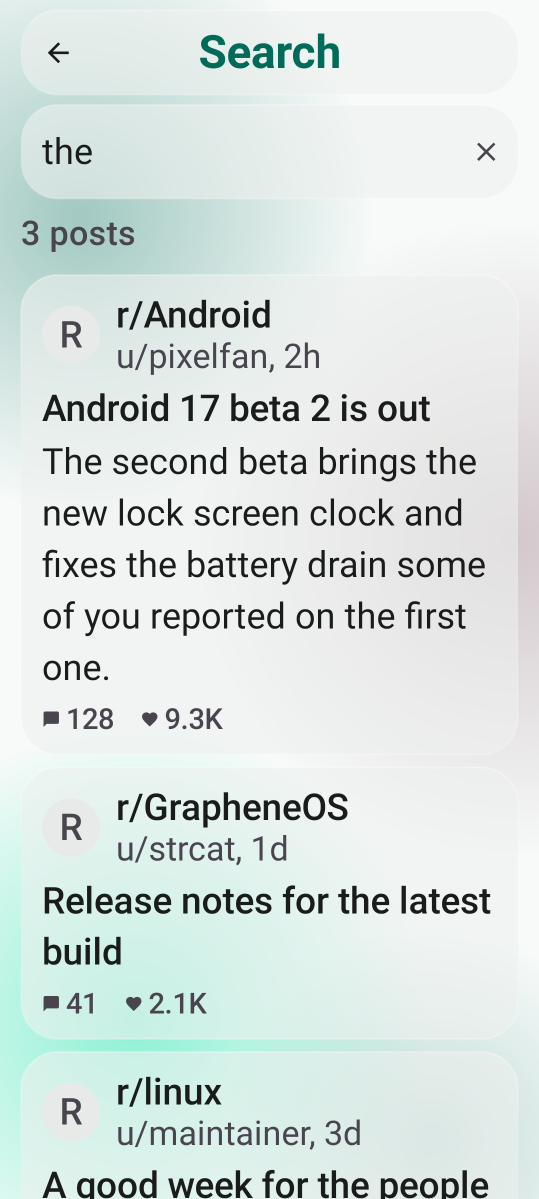 Search
the
3 posts
R
r/Android
u/pixelfan, 2h
Android 17 beta 2 is out
The second beta brings the
new lock screen clock and
fixes the battery drain some
of you reported on the first
one.
128 9.3K
R
r/GrapheneOS
u/strcat, 1d
Release notes for the latest
build
41 2.1K
R
r/linux
u/maintainer, 3d
A good week for the people